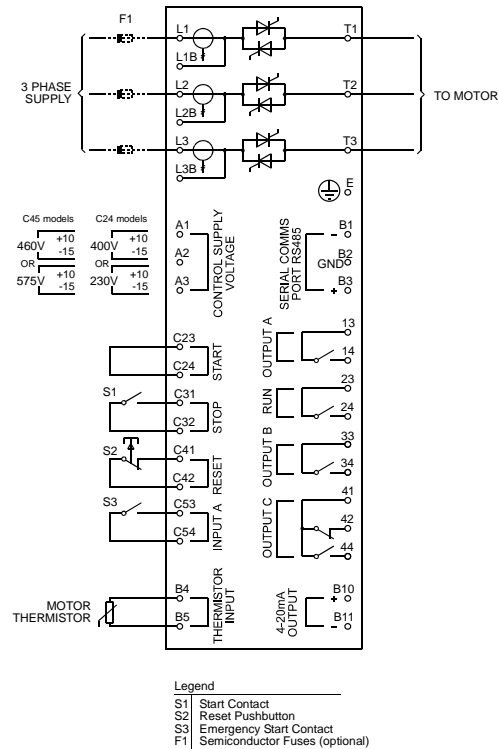 F1
3 PHASE
SUPPLY
L1
L1B
T1
L2
L2B
T2
L3
L3B
T3
TO MOTOR
E
C45 models
C24 models
460V +10 -15
400V +10 -15
OR
OR
575V +10 -15
230V +10 -15
A1
A2
A3
CONTROL SUPPLY
VOLTAGE
SERIAL COMMS
PORT RS485
- B1
GND B2
+ B3
C23
C24
START
OUTPUT A
13
14
S1
C31
C32
STOP
RUN
23
24
S2
C41
C42
RESET
OUTPUT B
33
34
S3
C53
C54
INPUT A
OUTPUT C
41
42
44
MOTOR
THERMISTOR
B4
B5
THERMISTOR
INPUT
4-20mA
OUTPUT
+ B10
- B11
Legend
S1 Start Contact
S2 Reset Pushbutton
S3 Emergency Start Contact
F1 Semiconductor Fuses (optional)